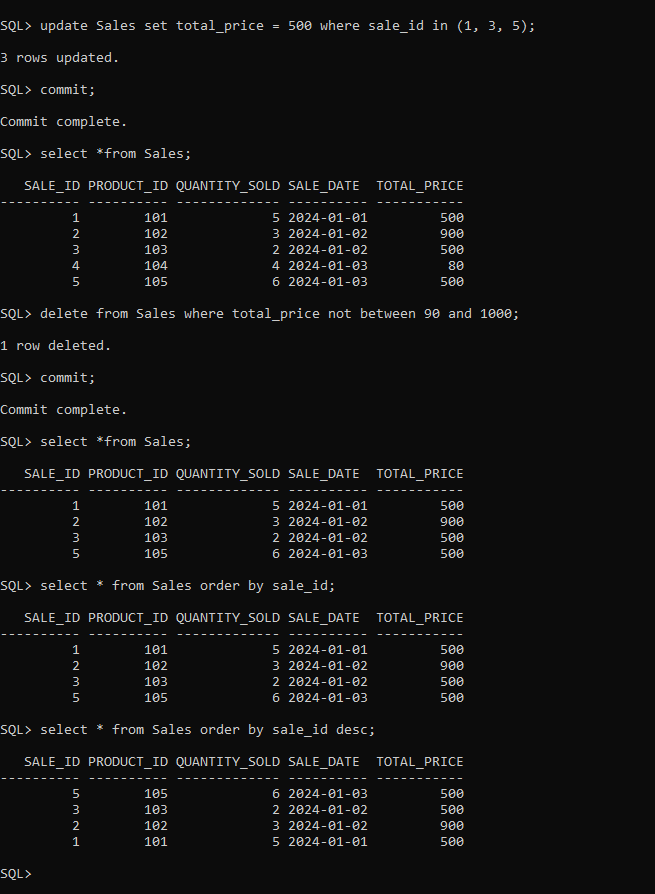 SQL> update Sales set total_price = 500 where sale_id in (1, 3, 5);
3 rows updated.
SQL> commit;
Commit complete.
SQL> select *from Sales;
   SALE_ID PRODUCT_ID QUANTITY_SOLD SALE_DATE  TOTAL_PRICE
---------- ---------- ------------- ---------- -----------
         1        101             5 2024-01-01         500
         2        102             3 2024-01-02         900
         3        103             2 2024-01-02         500
         4        104             4 2024-01-03          80
         5        105             6 2024-01-03         500
SQL> delete from Sales where total_price not between 90 and 1000;
1 row deleted.
SQL> commit;
Commit complete.
SQL> select *from Sales;
   SALE_ID PRODUCT_ID QUANTITY_SOLD SALE_DATE  TOTAL_PRICE
---------- ---------- ------------- ---------- -----------
         1        101             5 2024-01-01         500
         2        102             3 2024-01-02         900
         3        103             2 2024-01-02         500
         5        105             6 2024-01-03         500
SQL> select * from Sales order by sale_id;
   SALE_ID PRODUCT_ID QUANTITY_SOLD SALE_DATE  TOTAL_PRICE
---------- ---------- ------------- ---------- -----------
         1        101             5 2024-01-01         500
         2        102             3 2024-01-02         900
         3        103             2 2024-01-02         500
         5        105             6 2024-01-03         500
SQL> select * from Sales order by sale_id desc;
   SALE_ID PRODUCT_ID QUANTITY_SOLD SALE_DATE  TOTAL_PRICE
---------- ---------- ------------- ---------- -----------
         5        105             6 2024-01-03         500
         3        103             2 2024-01-02         500
         2        102             3 2024-01-02         900
         1        101             5 2024-01-01         500
SQL>